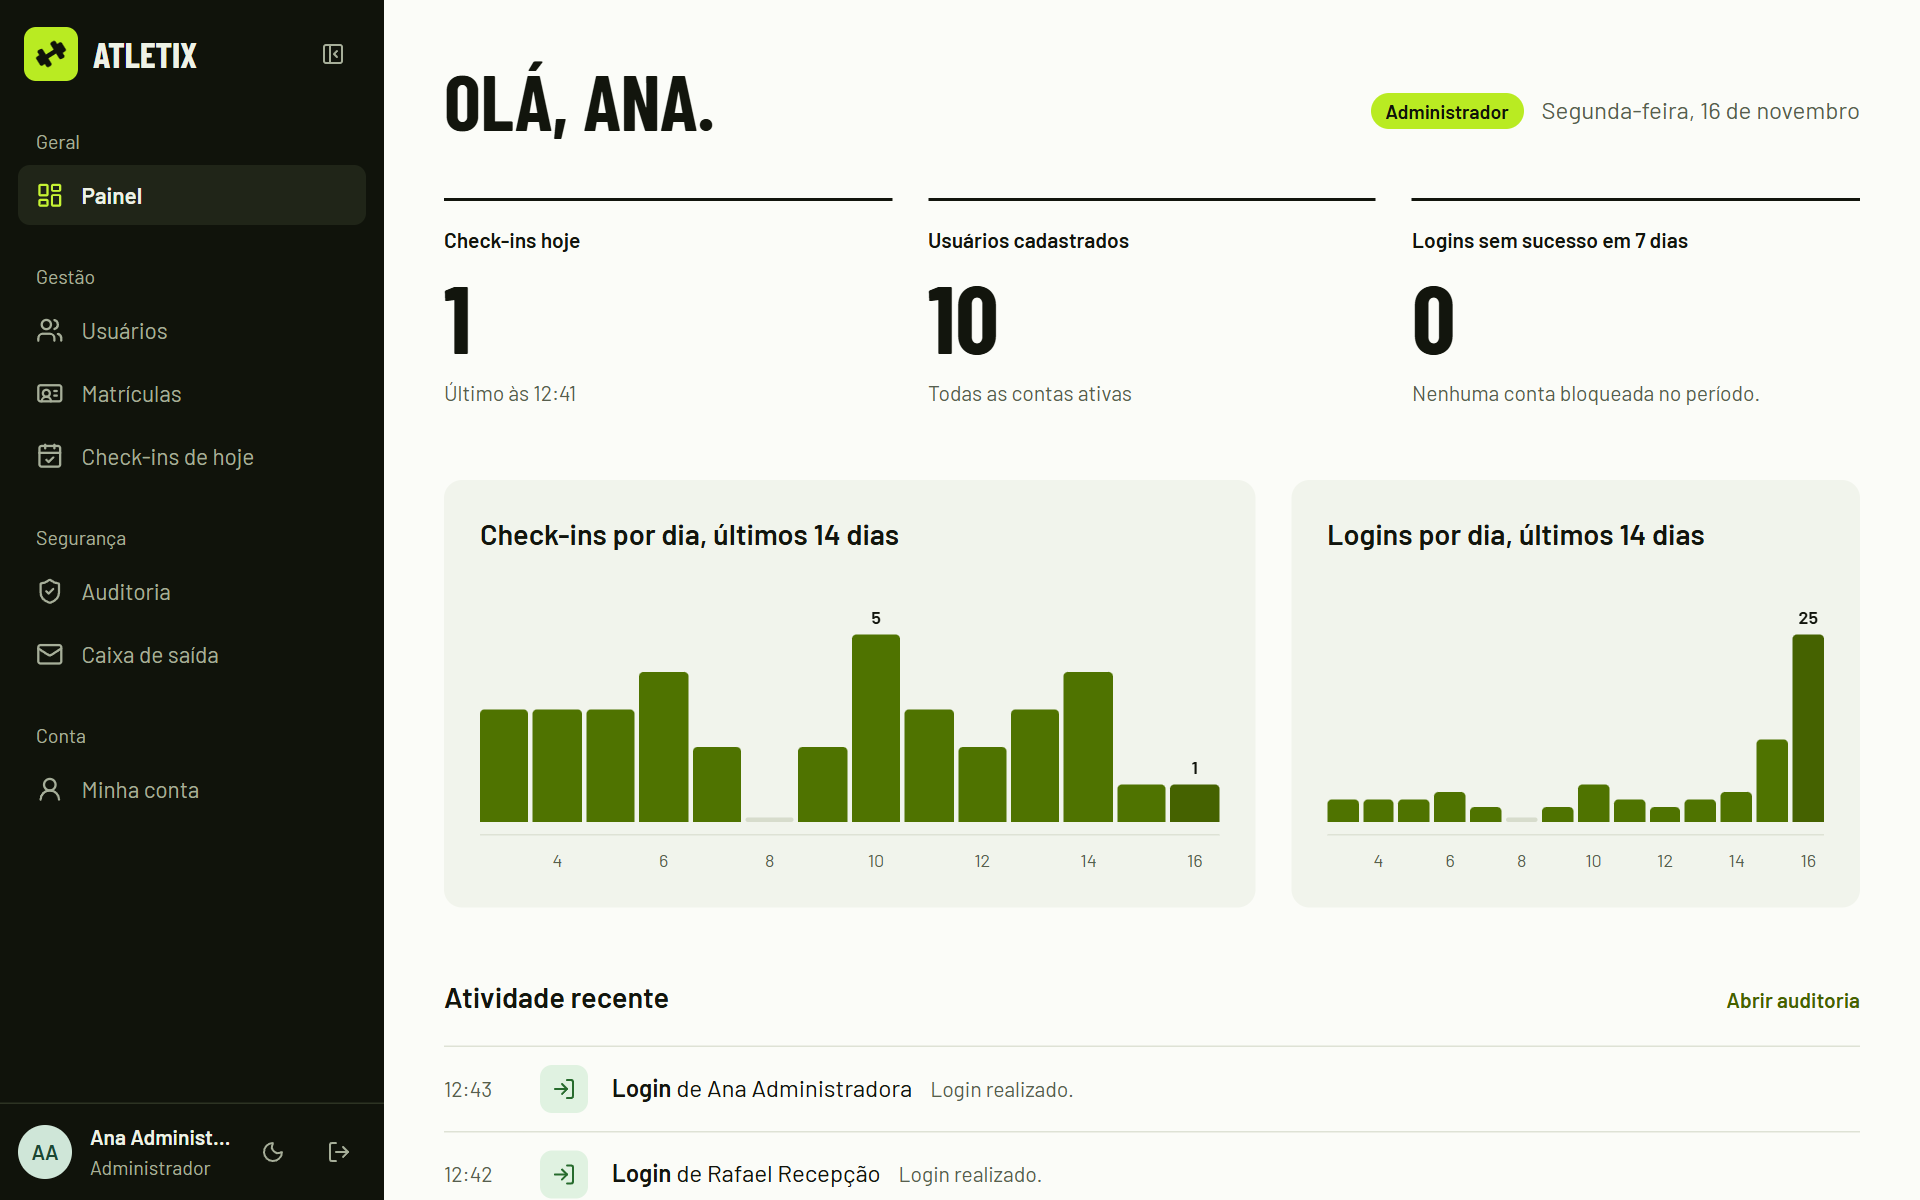 ATLETIX
Geral
Painel
Gestão
Usuários
Matrículas
Check-ins de hoje
Segurança
Auditoria
Caixa de saída
Conta
Minha conta
AA
Ana Administ...
Administrador
OLÁ, ANA.
Administrador
Segunda-feira, 16 de novembro
Check-ins hoje
1
Último às 12:41
Usuários cadastrados
10
Todas as contas ativas
Logins sem sucesso em 7 dias
0
Nenhuma conta bloqueada no período.
Check-ins por dia, últimos 14 dias
5
1
4 6 8 10 12 14 16
Logins por dia, últimos 14 dias
25
4 6 8 10 12 14 16
Atividade recente
Abrir auditoria
12:43 Login de Ana Administradora Login realizado.
12:42 Login de Rafael Recepção Login realizado.